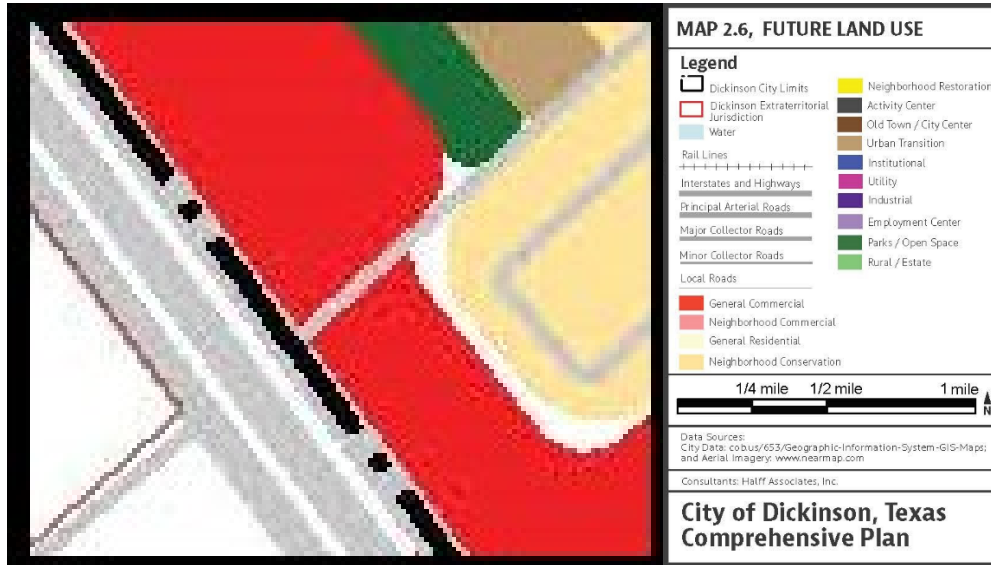 MAP 2.6, FUTURE LAND USE
Legend
Dickinson City Limits
Dickinson Extraterritorial
Jurisdiction
Water
Rail Lines
Interstates and Highways
Principal Arterial Roads
Major Collector Roads
Minor Collector Roads
Local Roads
General Commercial
Neighborhood Commercial
General Residential
Neighborhood Conservation
Neighborhood Restoration
Activity Center
Old Town / City Center
Urban Transition
Institutional
Utility
Industrial
Employment Center
Parks / Open Space
Rural / Estate
1/4 mile 1/2 mile 1 mile
N
Data Sources:
City Data: cob.us/653/Geographic-Information-System-GIS-Maps;
and Aerial Imagery: www.nearmap.com
Consultants: Halff Associates, Inc.
City of Dickinson, Texas
Comprehensive Plan